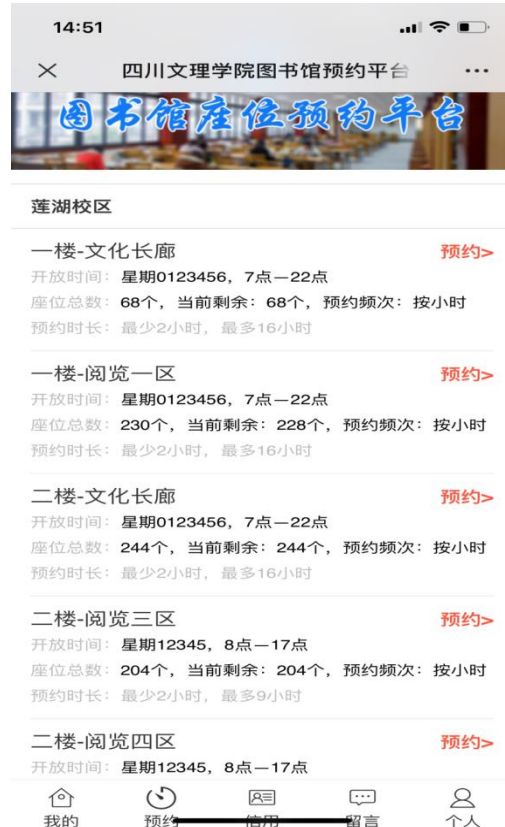 14:51
四川文理学院图书馆预约平台
图书馆座位预约平台
莲湖校区
一楼-文化长廊 预约>
开放时间：星期0123456，7点—22点
座位总数：68个，当前剩余：68个，预约频次：按小时
预约时长：最少2小时，最多16小时
一楼-阅览一区 预约>
开放时间：星期0123456，7点—22点
座位总数：230个，当前剩余：228个，预约频次：按小时
预约时长：最少2小时，最多16小时
二楼-文化长廊 预约>
开放时间：星期0123456，7点—22点
座位总数：244个，当前剩余：244个，预约频次：按小时
预约时长：最少2小时，最多16小时
二楼-阅览三区 预约>
开放时间：星期12345，8点—17点
座位总数：204个，当前剩余：204个，预约频次：按小时
预约时长：最少2小时，最多9小时
二楼-阅览四区 预约>
开放时间：星期12345，8点—17点
我的 预约 信用 留言 个人